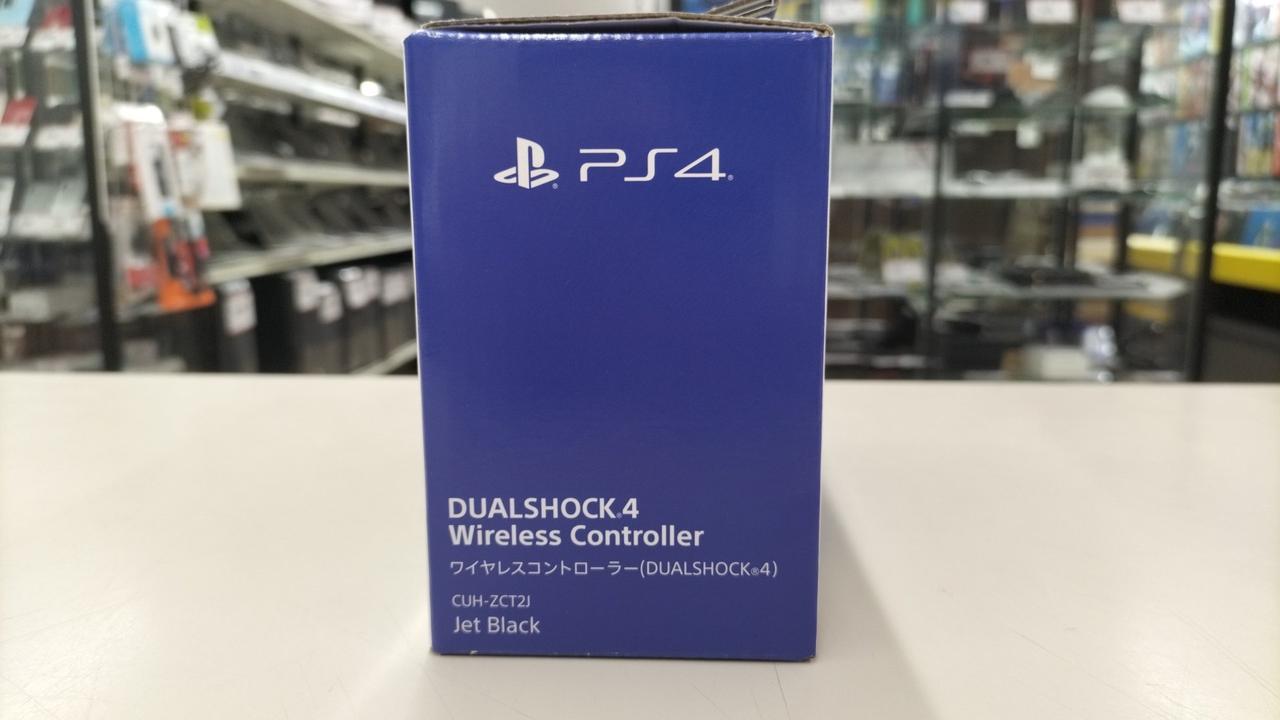 PS4®
DUALSHOCK®4
Wireless Controller
ワイヤレスコントローラー(DUALSHOCK®4)
CUH-ZCT2J
Jet Black